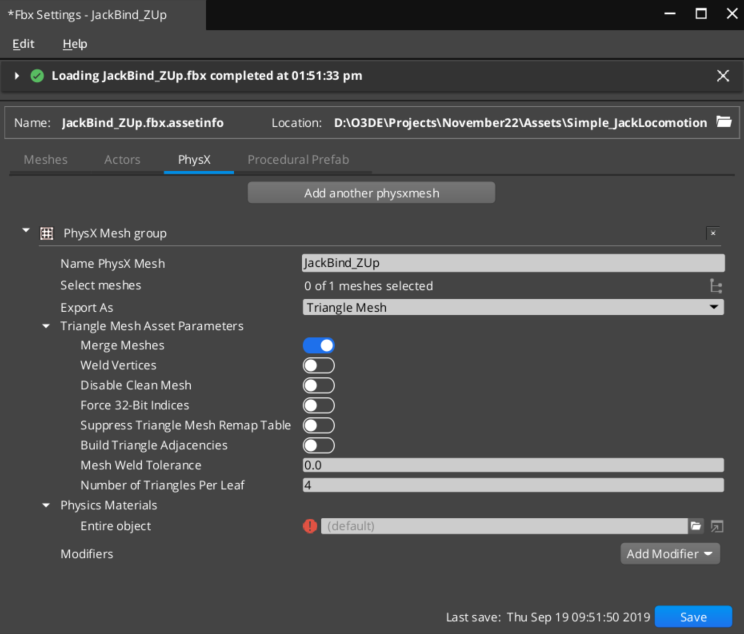 *Fbx Settings - JackBind_ZUp
Edit Help
Loading JackBind_ZUp.fbx completed at 01:51:33 pm
Name: JackBind_ZUp.fbx.assetinfo Location: D:\O3DE\Projects\November22\Assets\Simple_JackLocomotion
Meshes Actors PhysX Procedural Prefab
Add another physxmesh
PhysX Mesh group
Name PhysX Mesh JackBind_ZUp
Select meshes 0 of 1 meshes selected
Export As Triangle Mesh
Triangle Mesh Asset Parameters
Merge Meshes
Weld Vertices
Disable Clean Mesh
Force 32-Bit Indices
Suppress Triangle Mesh Remap Table
Build Triangle Adjacencies
Mesh Weld Tolerance 0.0
Number of Triangles Per Leaf 4
Physics Materials
Entire object (default)
Modifiers Add Modifier
Last save: Thu Sep 19 09:51:50 2019 Save